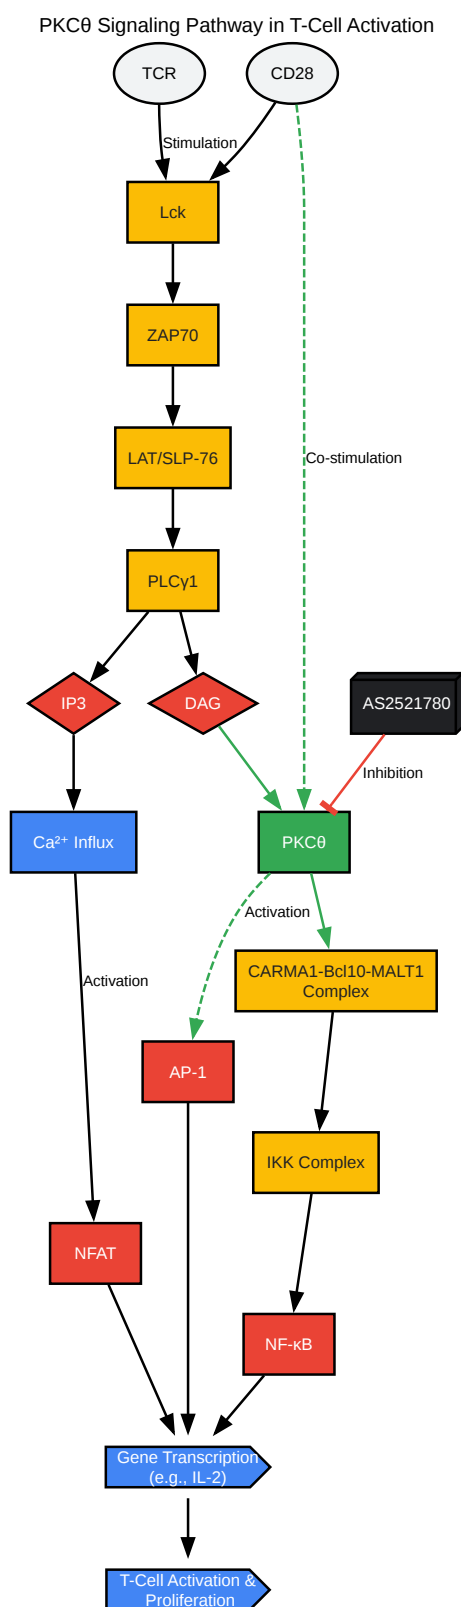 PKCθ Signaling Pathway in T-Cell Activation
TCR
CD28
Stimulation
Lck
ZAP70
LAT/SLP-76
Co-stimulation
PLCγ1
IP3
DAG
AS2521780
Inhibition
Ca²⁺ Influx
PKCθ
Activation
Activation
CARMA1-Bcl10-MALT1
Complex
AP-1
IKK Complex
NFAT
NF-κB
Gene Transcription
(e.g., IL-2)
T-Cell Activation &
Proliferation